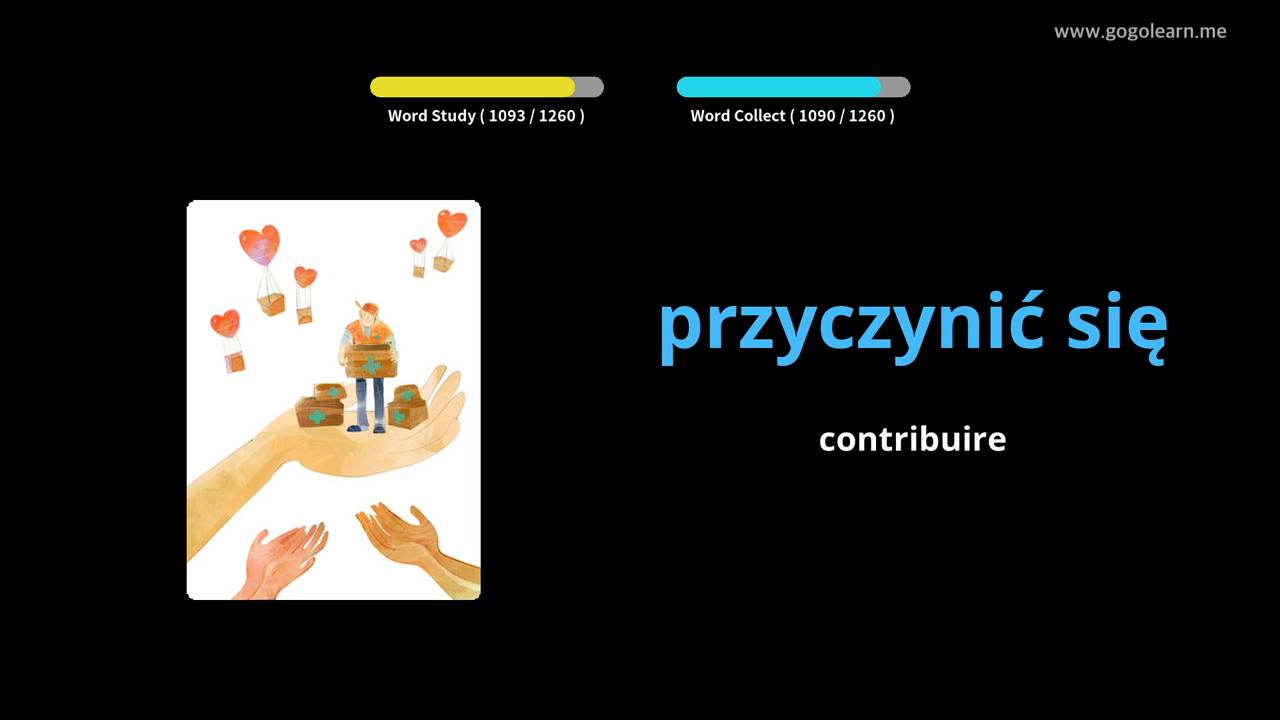 www.gogolearn.me
Word Study ( 1093 / 1260 )
Word Collect ( 1090 / 1260 )
przyczynić się
contribuire